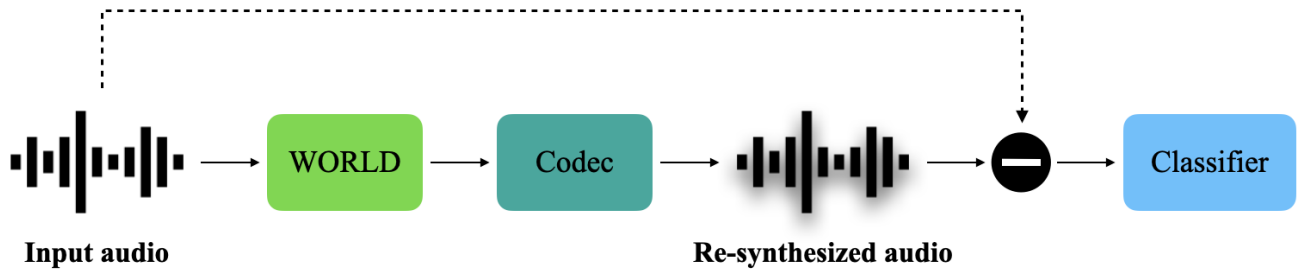 WORLD
Codec
Classifier
Input audio
Re-synthesized audio